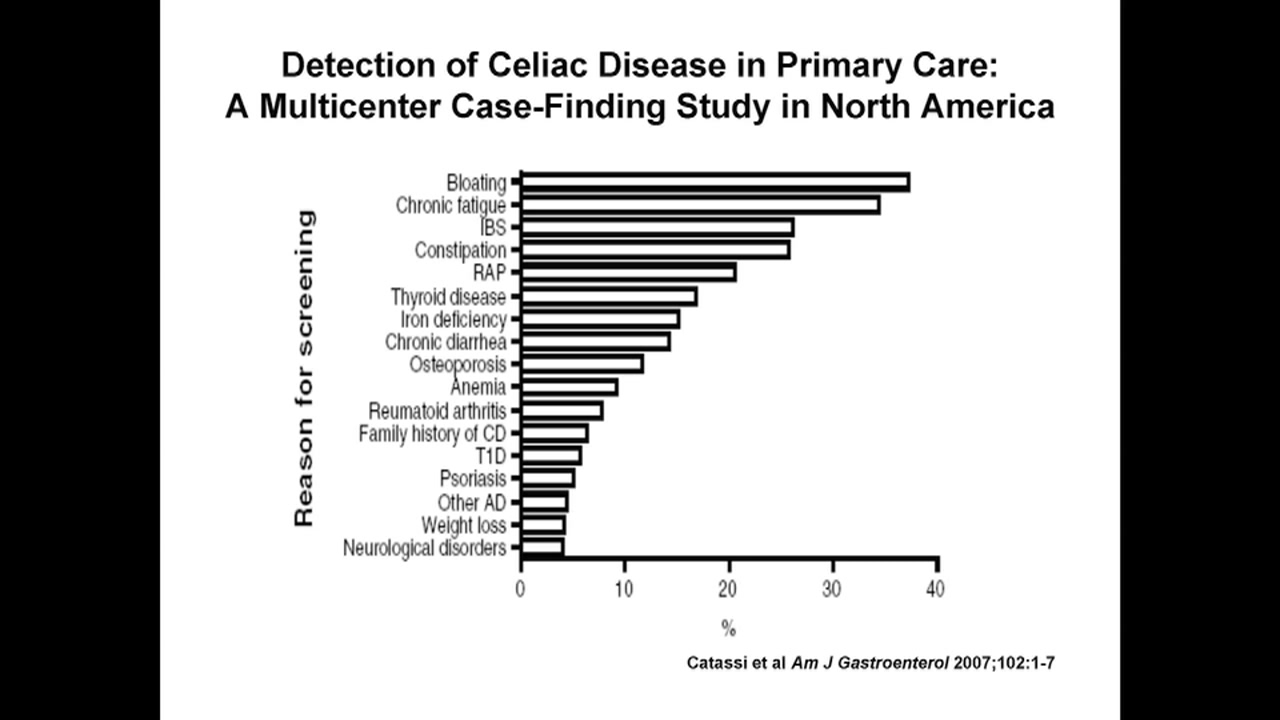 Detection of Celiac Disease in Primary Care:
A Multicenter Case-Finding Study in North America
Reason for screening
Bloating
Chronic fatigue
IBS
Constipation
RAP
Thyroid disease
Iron deficiency
Chronic diarrhea
Osteoporosis
Anemia
Reumatoid arthritis
Family history of CD
T1D
Psoriasis
Other AD
Weight loss
Neurological disorders
0 10 20 30 40
%
Catassi et al Am J Gastroenterol 2007;102:1-7